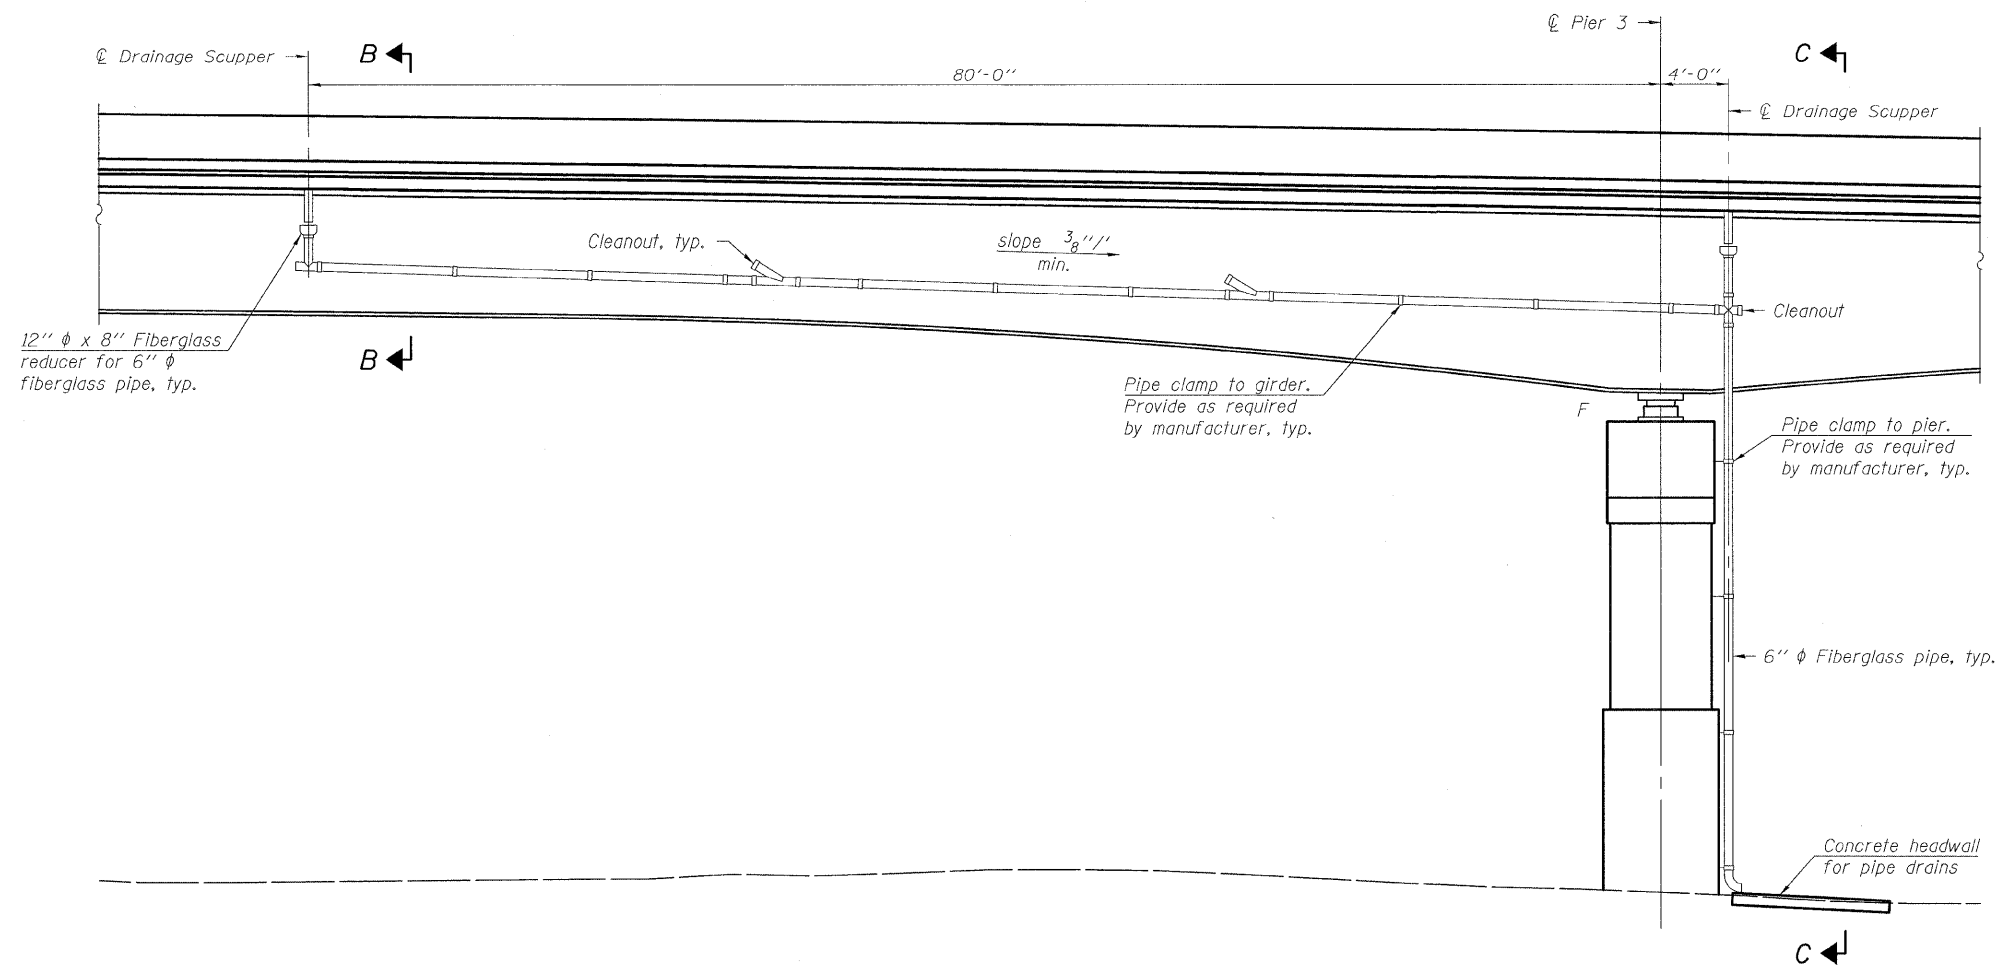 ℄ Pier 3
℄ Drainage Scupper
B
C
80'-0"
4'-0"
℄ Drainage Scupper
Cleanout, typ.
slope 3/8"/'
min.
Cleanout
12" ϕ x 8" Fiberglass
reducer for 6" ϕ
fiberglass pipe, typ.
B
Pipe clamp to girder.
Provide as required
by manufacturer, typ.
F
Pipe clamp to pier.
Provide as required
by manufacturer, typ.
6" ϕ Fiberglass pipe, typ.
Concrete headwall
for pipe drains
C